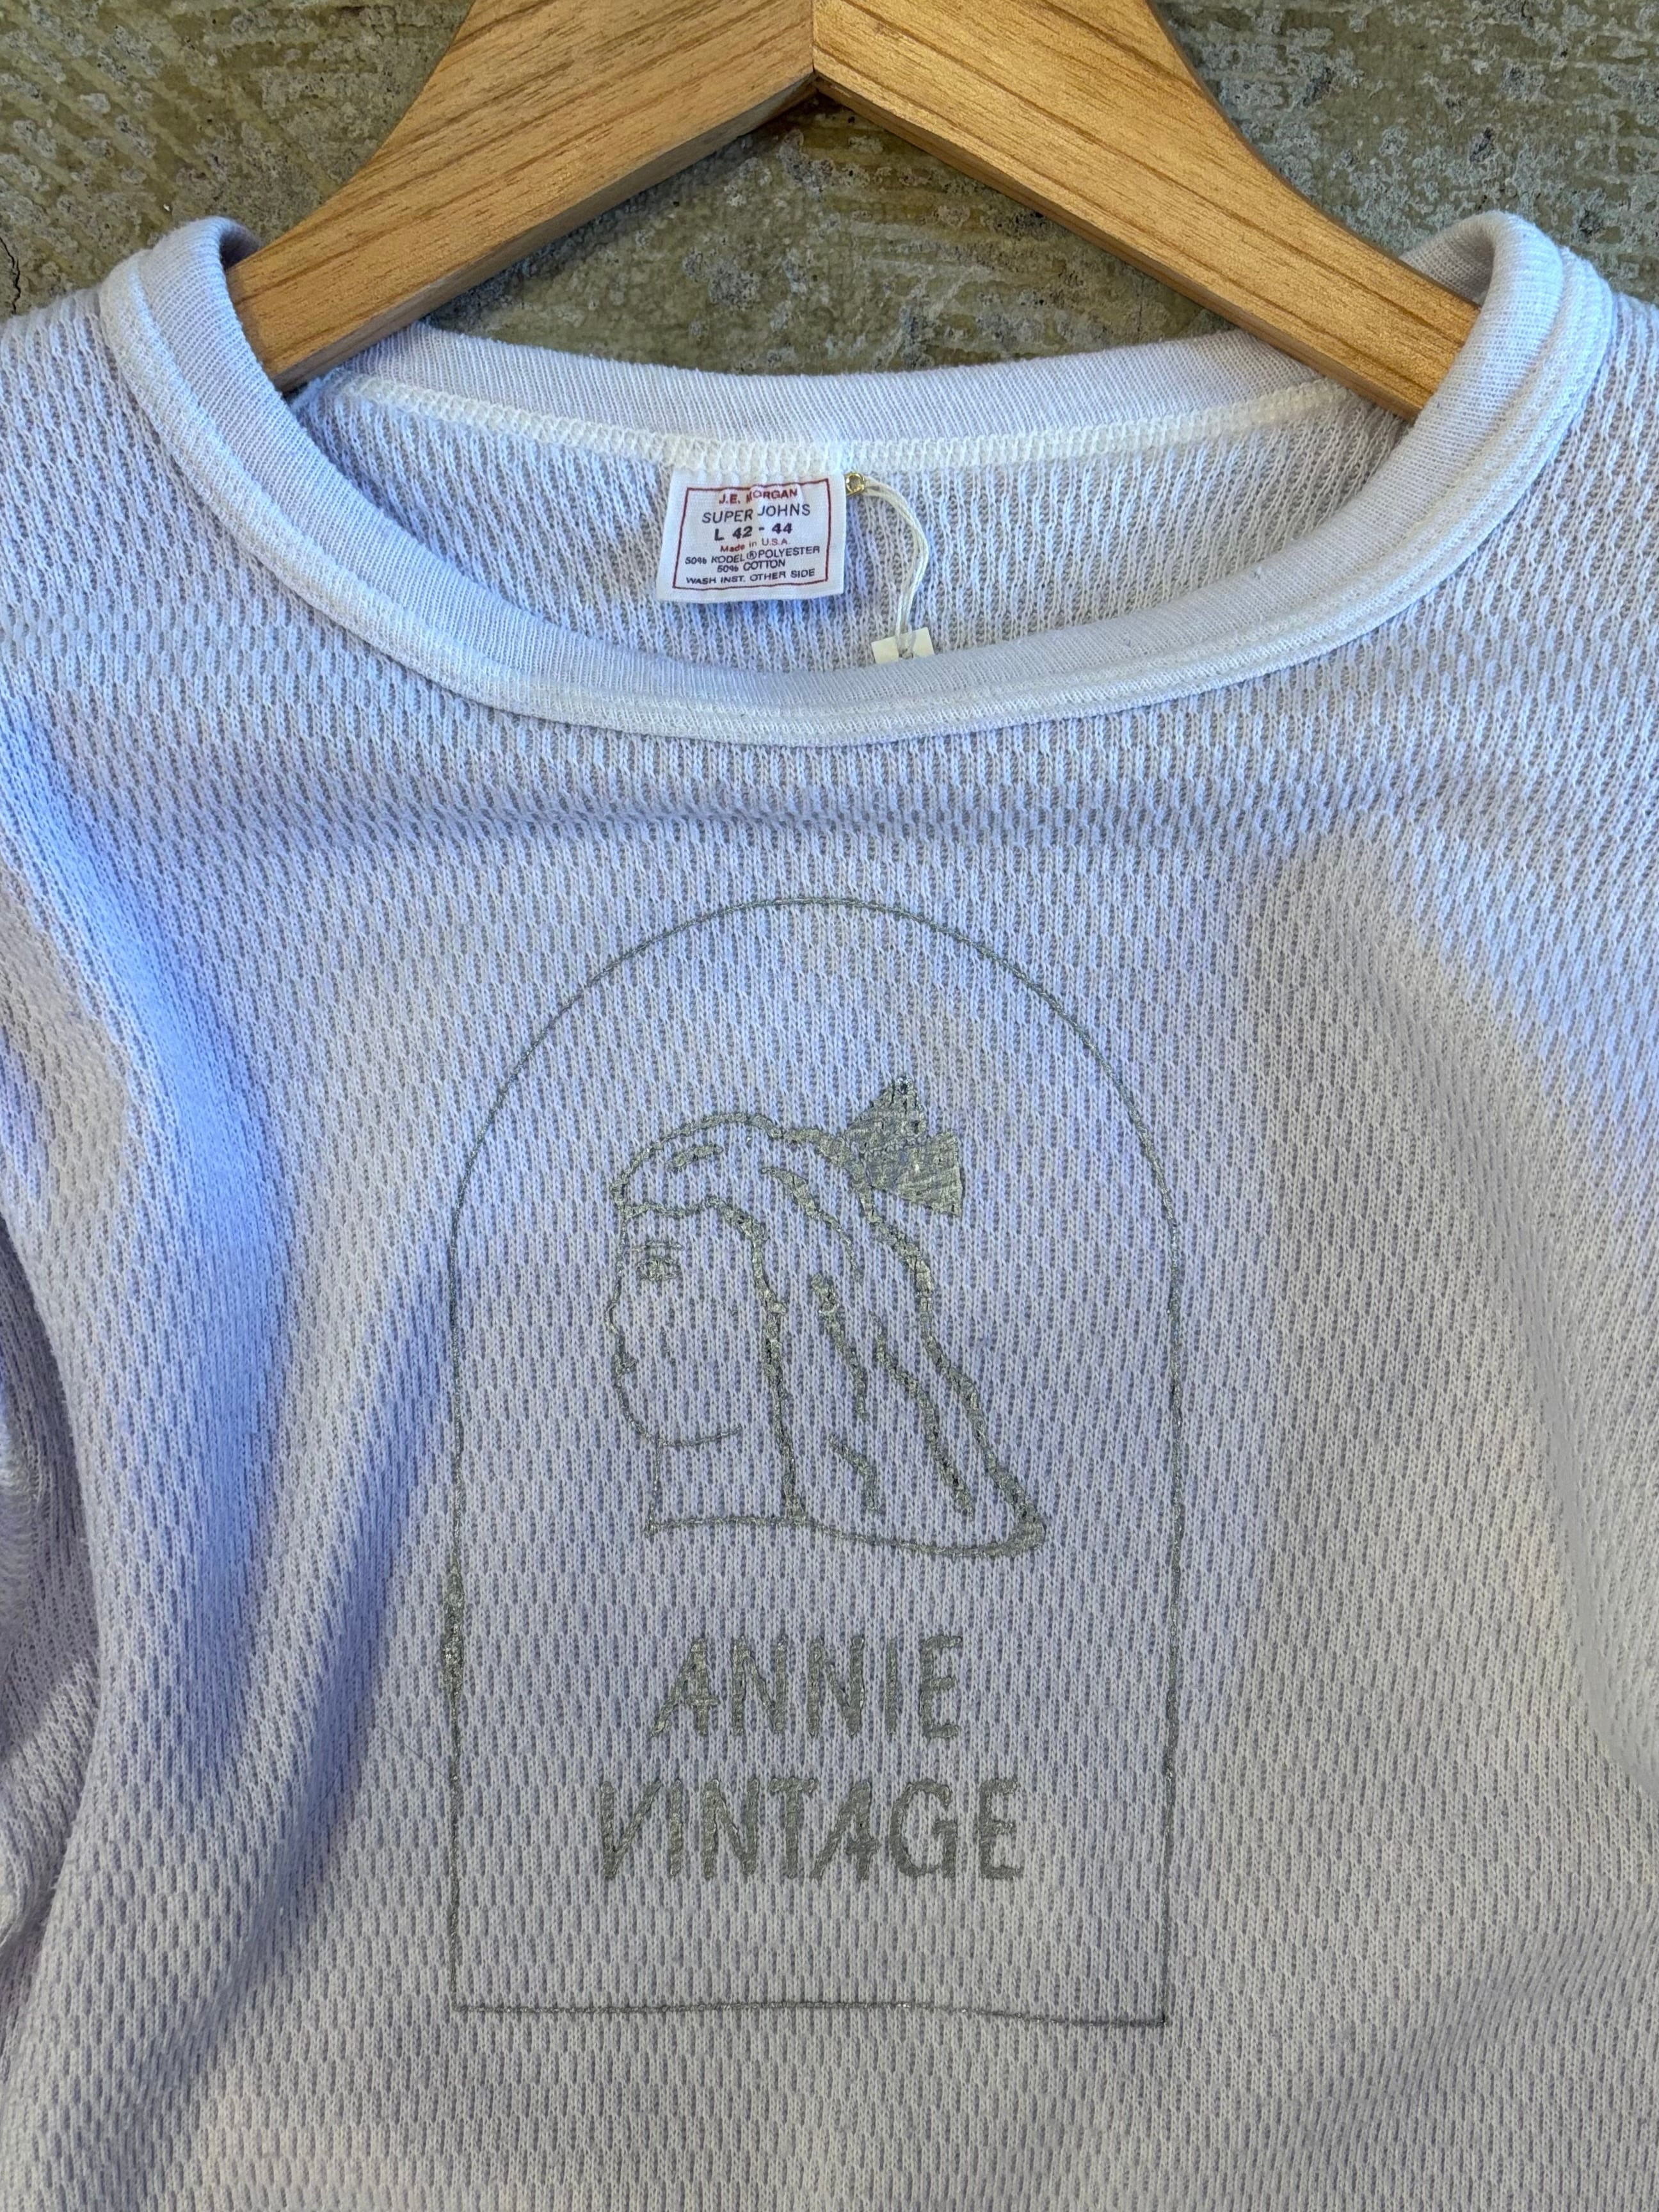 J.E. MORGAN
SUPER JOHNS
L 42 - 44
Made in U.S.A.
50% KODEL® POLYESTER
50% COTTON
WASH INST. OTHER SIDE
ANNIE
VINTAGE